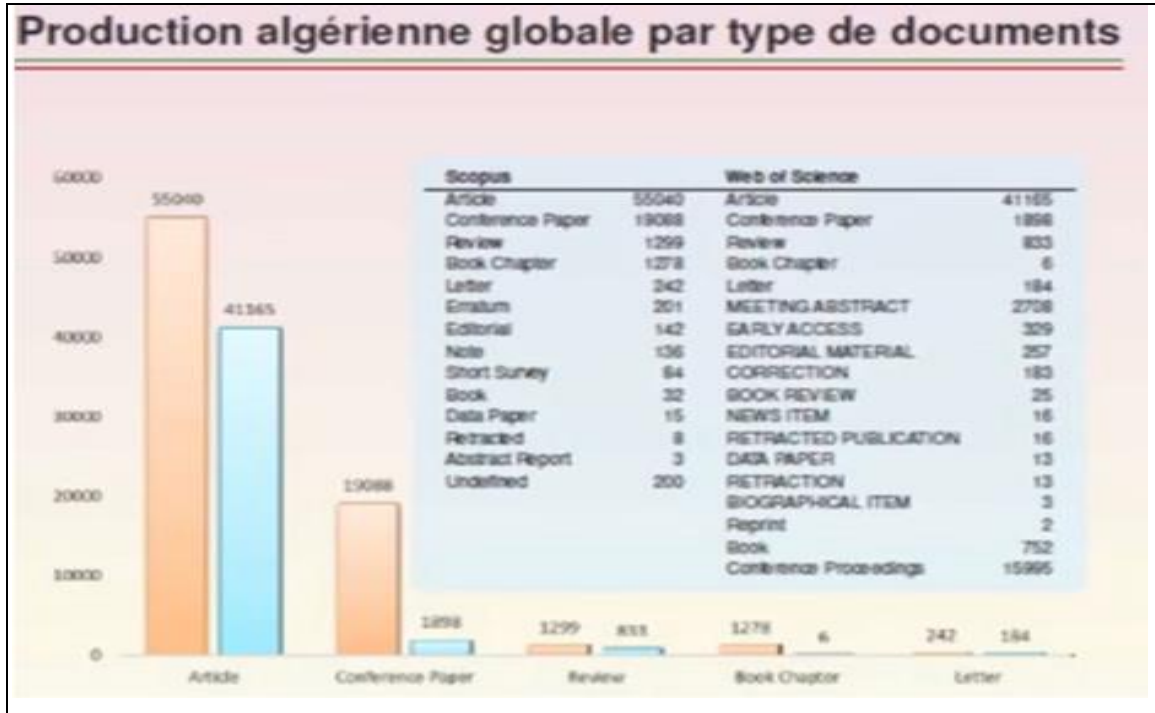 Production algérienne globale par type de documents
60000
50000
40000
30000
20000
10000
0
55040
41165
19088
1898
1299
833
1278
6
242
184
Article
Conference Paper
Review
Book Chapter
Letter
Scopus Web of Science
Article 55040 Article 41165
Conference Paper 19088 Conference Paper 1898
Review 1299 Review 833
Book Chapter 1278 Book Chapter 6
Letter 242 Letter 184
Erratum 201 MEETING ABSTRACT 2708
Editorial 142 EARLY ACCESS 329
Note 136 EDITORIAL MATERIAL 257
Short Survey 84 CORRECTION 183
Book 32 BOOK REVIEW 25
Data Paper 15 NEWS ITEM 16
Retracted 8 RETRACTED PUBLICATION 16
Abstract Report 3 DATA PAPER 13
Undefined 200 RETRACTION 13
BIOGRAPHICAL ITEM 3
Reprint 2
Book 752
Conference Proceedings 15995